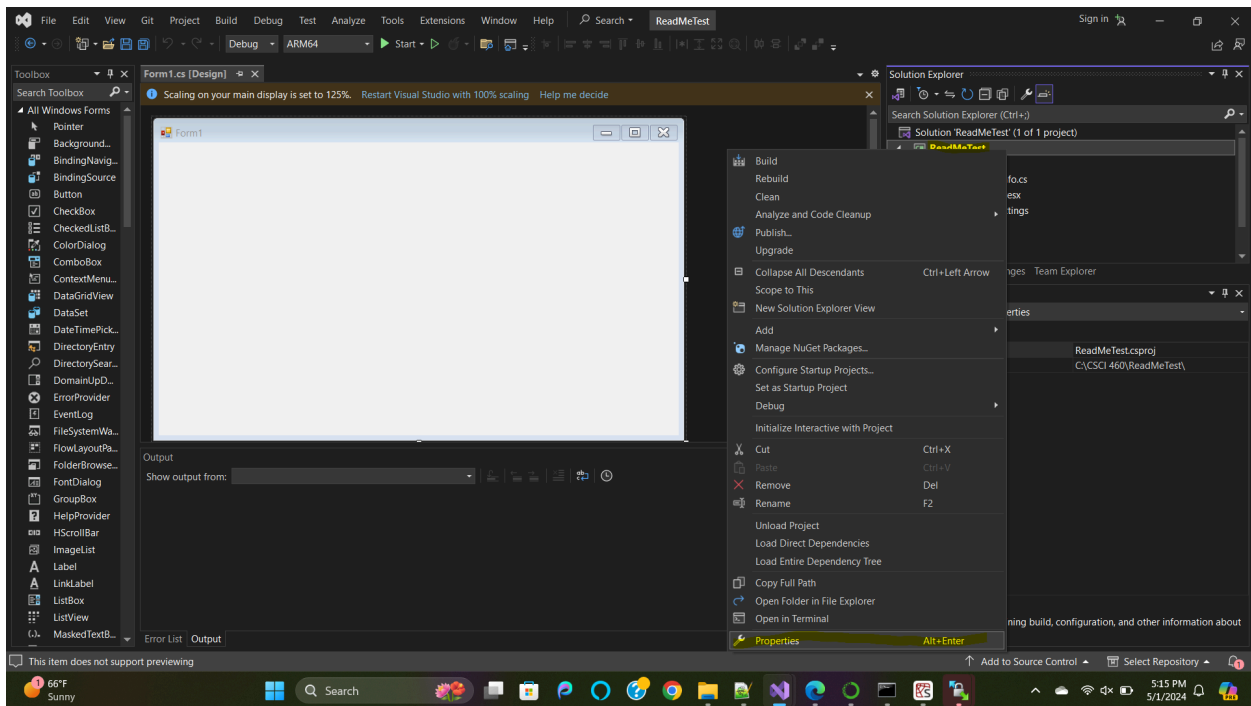 File Edit View Git Project Build Debug Test Analyze Tools Extensions Window Help Search ReadMeTest Sign in
Debug ARM64 Start
Toolbox
Search Toolbox
All Windows Forms
Pointer
Background...
BindingNavig...
BindingSource
Button
CheckBox
CheckedListB...
ColorDialog
ComboBox
ContextMenu...
DataGridView
DataSet
DateTimePick...
DirectoryEntry
DirectorySear...
DomainUpD...
ErrorProvider
EventLog
FileSystemWa...
FlowLayoutPa...
FolderBrowse...
FontDialog
GroupBox
HelpProvider
HScrollBar
ImageList
Label
LinkLabel
ListBox
ListView
MaskedTextB...
Form1.cs [Design]
Scaling on your main display is set to 125%. Restart Visual Studio with 100% scaling Help me decide
Form1
Output
Show output from:
Error List Output
Solution Explorer
Search Solution Explorer (Ctrl+;)
Solution 'ReadMeTest' (1 of 1 project)
ReadMeTest
fo.cs
esx
tings
nges Team Explorer
erties
ReadMeTest.csproj
C:\CSCI 460\ReadMeTest\
ning build, configuration, and other information about
Build
Rebuild
Clean
Analyze and Code Cleanup
Publish...
Upgrade
Collapse All Descendants Ctrl+Left Arrow
Scope to This
New Solution Explorer View
Add
Manage NuGet Packages...
Configure Startup Projects...
Set as Startup Project
Debug
Initialize Interactive with Project
Cut Ctrl+X
Paste Ctrl+V
Remove Del
Rename F2
Unload Project
Load Direct Dependencies
Load Entire Dependency Tree
Copy Full Path
Open Folder in File Explorer
Open in Terminal
Properties Alt+Enter
This item does not support previewing Add to Source Control Select Repository 1
1 66°F
Sunny
Search
5:15 PM
5/1/2024